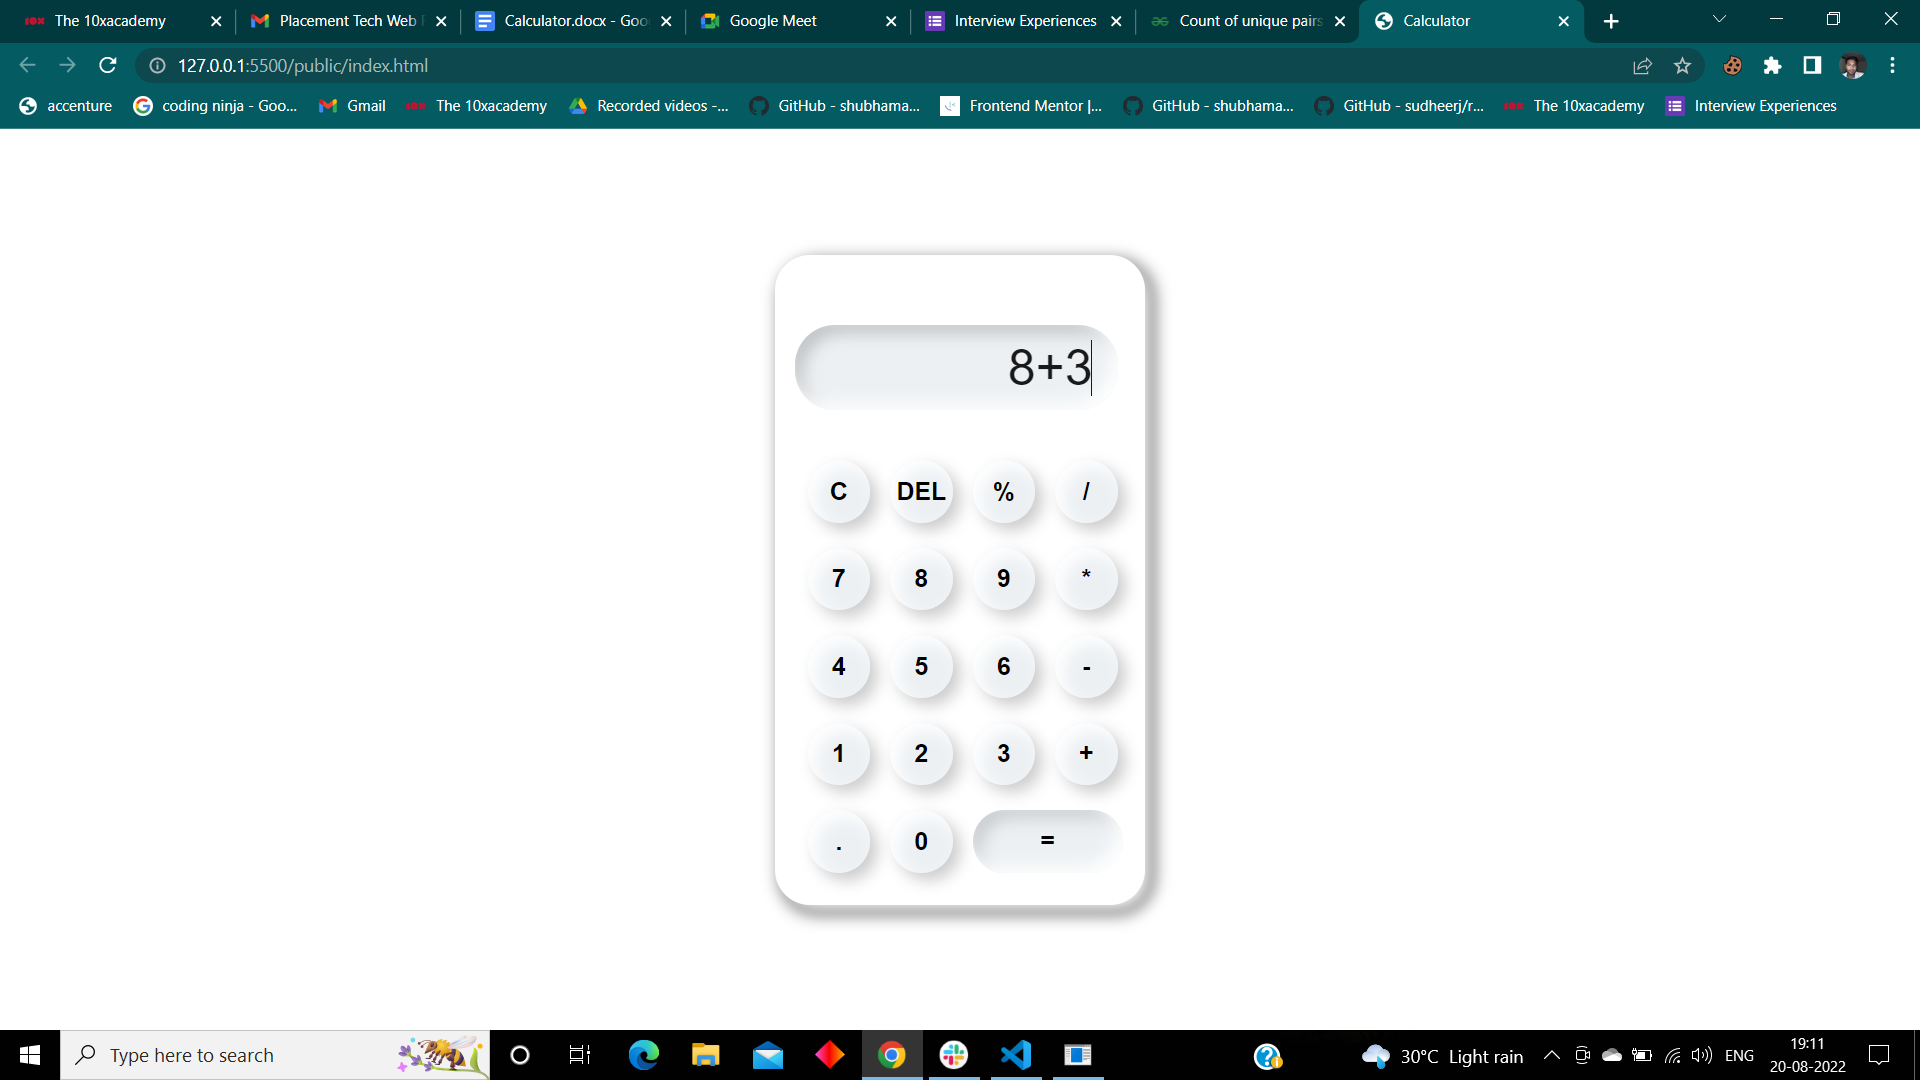 The 10xacademy
Placement Tech Web
Calculator.docx - Goo
Google Meet
Interview Experiences
Count of unique pairs
Calculator
127.0.0.1:5500/public/index.html
accenture
coding ninja - Goo...
Gmail
The 10xacademy
Recorded videos -...
GitHub - shubhama...
Frontend Mentor |...
GitHub - shubhama...
GitHub - sudheerj/r...
The 10xacademy
Interview Experiences
8+3
C DEL % /
7 8 9 *
4 5 6 -
1 2 3 +
. 0 =
Type here to search
30°C Light rain
ENG
19:11
20-08-2022